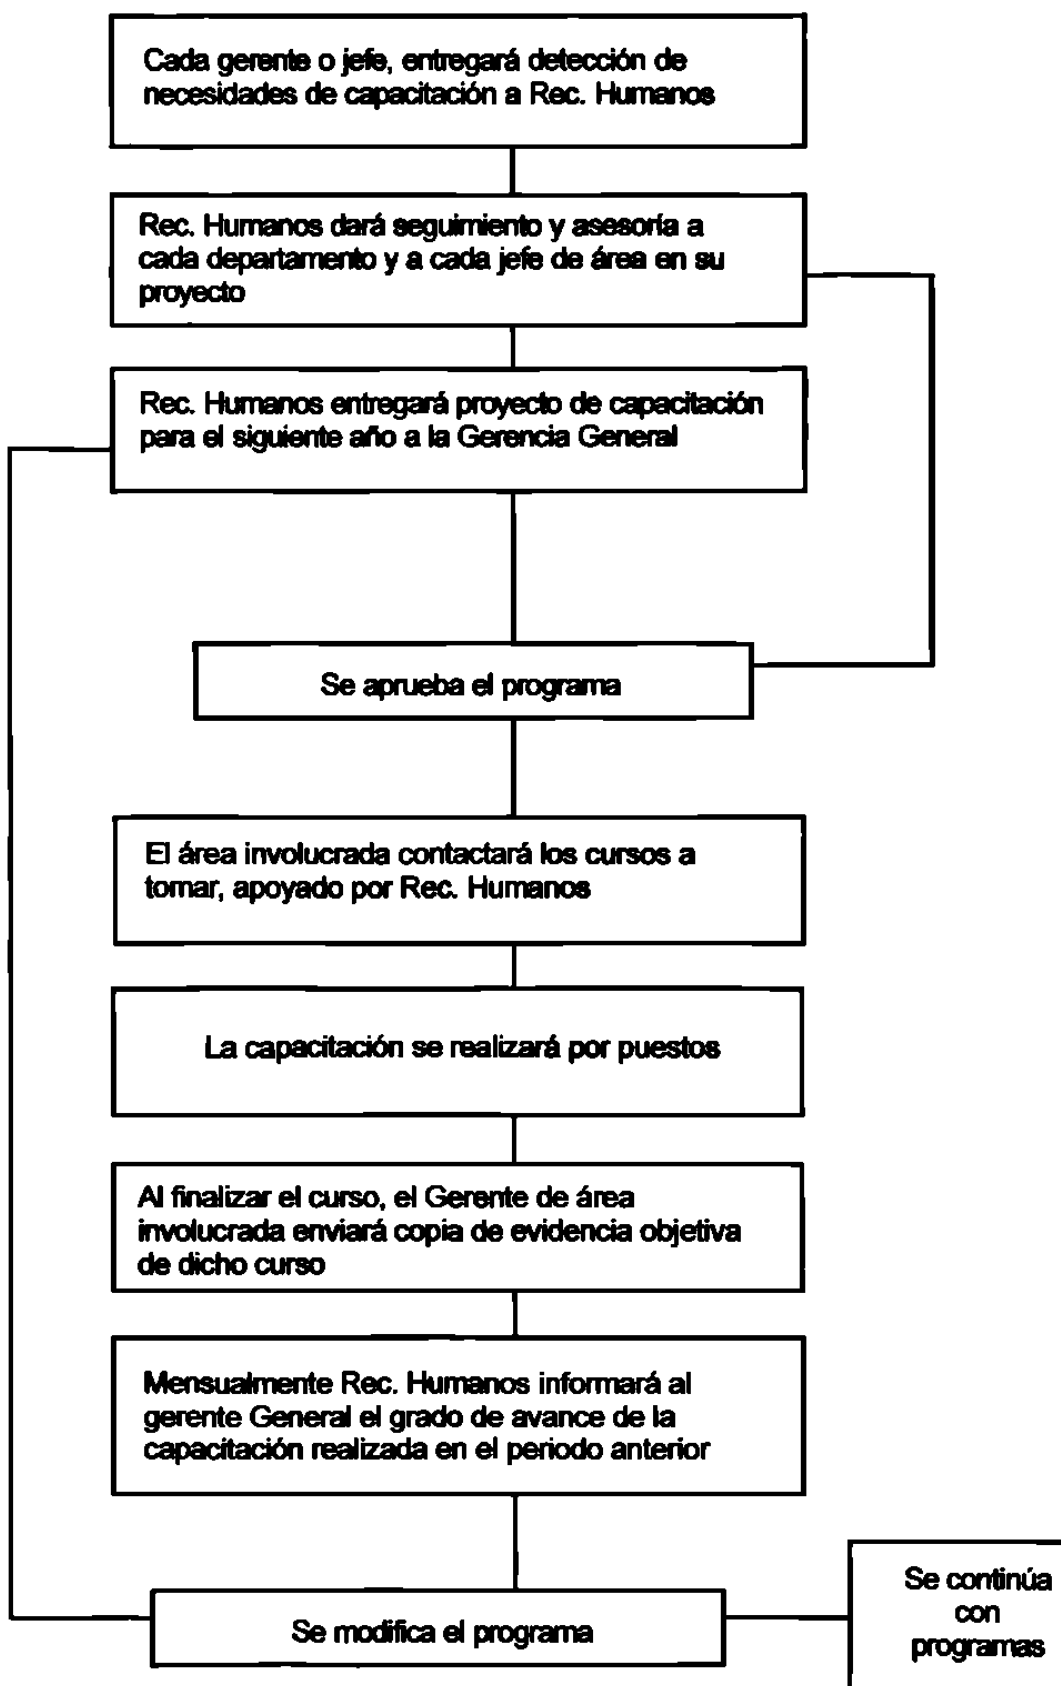 Cada gerente o jefe, entregará detección de
necesidades de capacitación a Rec. Humanos
Rec. Humanos dará seguimiento y asesoría a
cada departamento y a cada jefe de área en su
proyecto
Rec. Humanos entregará proyecto de capacitación
para el siguiente año a la Gerencia General
Se aprueba el programa
El área involucrada contactará los cursos a
tomar, apoyado por Rec. Humanos
La capacitación se realizará por puestos
Al finalizar el curso, el Gerente de área
involucrada enviará copia de evidencia objetiva
de dicho curso
Mensualmente Rec. Humanos informará al
gerente General el grado de avance de la
capacitación realizada en el periodo anterior
Se modifica el programa
Se continúa
con
programas